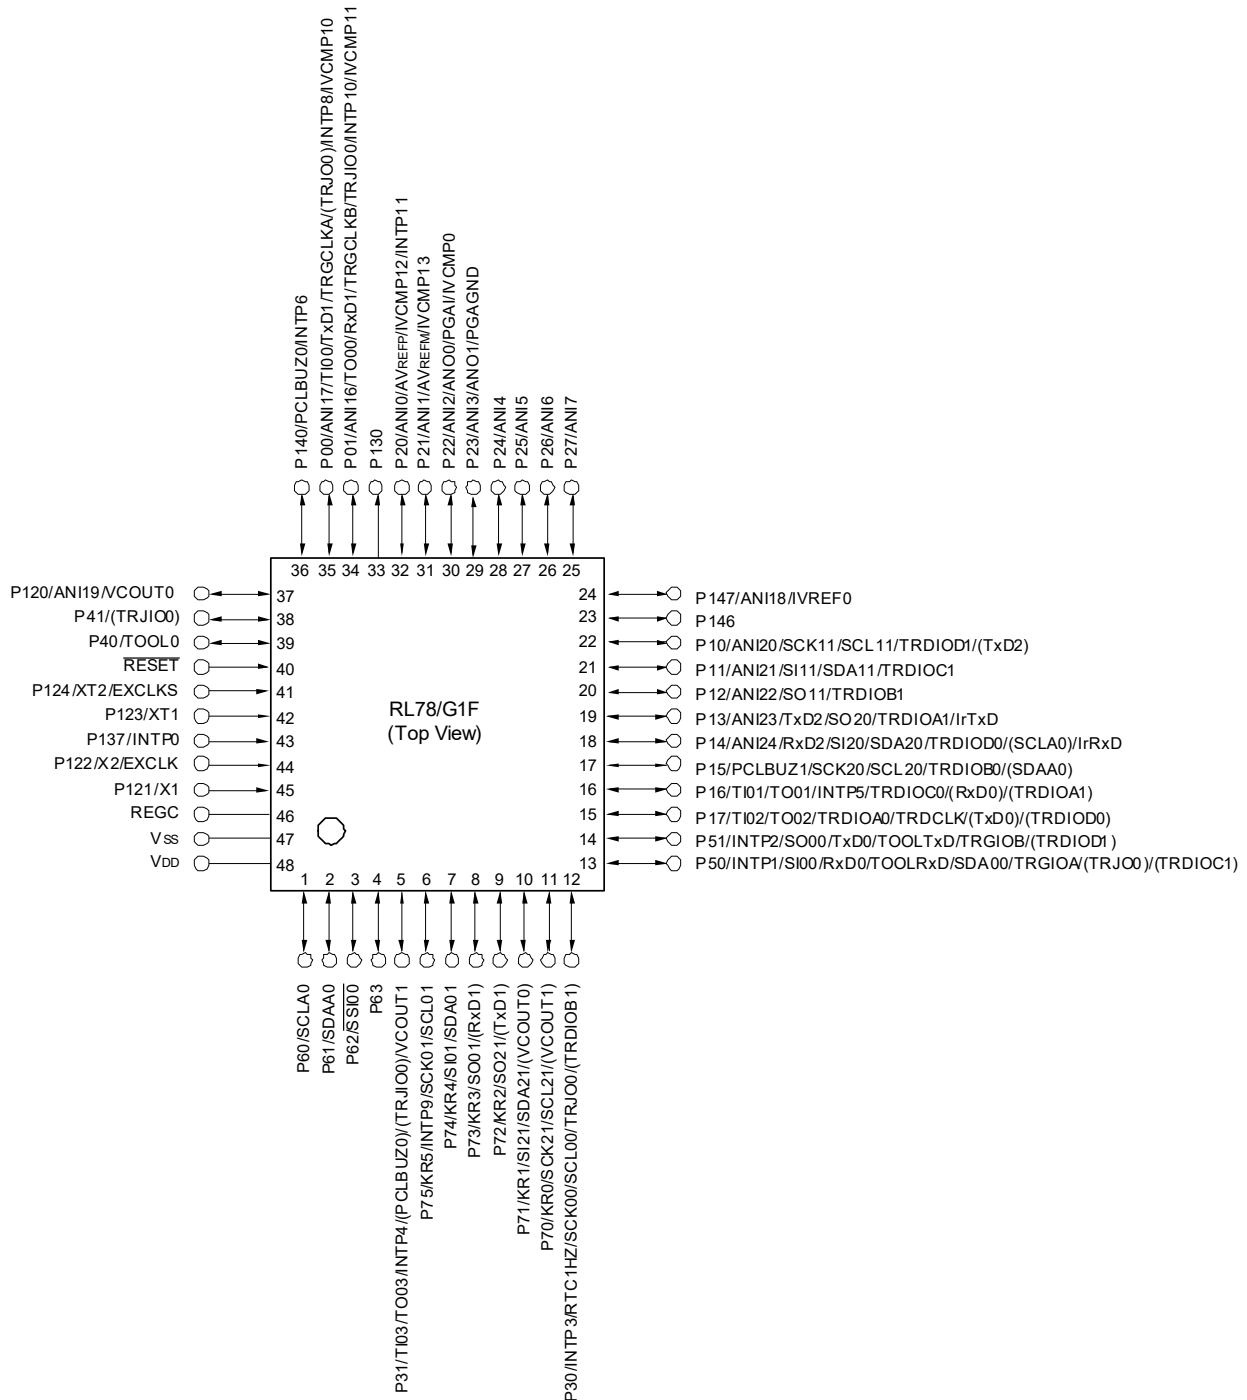 P140/PCLBUZ0/INTP6
P00/ANI17/TI00/TxD1/TRGCLKA/(TRJO0)/INTP8/IVCMP10
P01/ANI16/TO00/RxD1/TRGCLKB/TRJIO0/INTP10/IVCMP11
P130
P20/ANI0/AVREFP/IVCMP12/INTP11
P21/ANI1/AVREFM/IVCMP13
P22/ANI2/ANO0/PGAI/IVCMP0
P23/ANI3/ANO1/PGAGND
P24/ANI4
P25/ANI5
P26/ANI6
P27/ANI7
36 35 34 33 32 31 30 29 28 27 26 25
P120/ANI19/VCOUT0 37
P41/(TRJIO0) 38
P40/TOOL0 39
RESET 40
P124/XT2/EXCLKS 41
P123/XT1 42
P137/INTP0 43
P122/X2/EXCLK 44
P121/X1 45
REGC 46
VSS 47
VDD 48
RL78/G1F
(Top View)
24 P147/ANI18/IVREF0
23 P146
22 P10/ANI20/SCK11/SCL11/TRDIOD1/(TxD2)
21 P11/ANI21/SI11/SDA11/TRDIOC1
20 P12/ANI22/SO11/TRDIOB1
19 P13/ANI23/TxD2/SO20/TRDIOA1/IrTxD
18 P14/ANI24/RxD2/SI20/SDA20/TRDIOD0/(SCLA0)/IrRxD
17 P15/PCLBUZ1/SCK20/SCL20/TRDIOB0/(SDAA0)
16 P16/TI01/TO01/INTP5/TRDIOC0/(RxD0)/(TRDIOA1)
15 P17/TI02/TO02/TRDIOA0/TRDCLK/(TxD0)/(TRDIOD0)
14 P51/INTP2/SO00/TxD0/TOOLTxD/TRGIOB/(TRDIOD1)
13 P50/INTP1/SI00/RxD0/TOOLRxD/SDA00/TRGIOA/(TRJO0)/(TRDIOC1)
1 2 3 4 5 6 7 8 9 10 11 12
P60/SCLA0
P61/SDAA0
P62/SSI00
P63
P31/TI03/TO03/INTP4/(PCLBUZ0)/(TRJIO0)/VCOUT1
P75/KR5/INTP9/SCK01/SCL01
P74/KR4/SI01/SDA01
P73/KR3/SO01/(RxD1)
P72/KR2/SO21/(TxD1)
P71/KR1/SI21/SDA21/(VCOUT0)
P70/KR0/SCK21/SCL21/(VCOUT1)
P30/INTP3/RTC1HZ/SCK00/SCL00/TRJO0/(TRDIOB1)